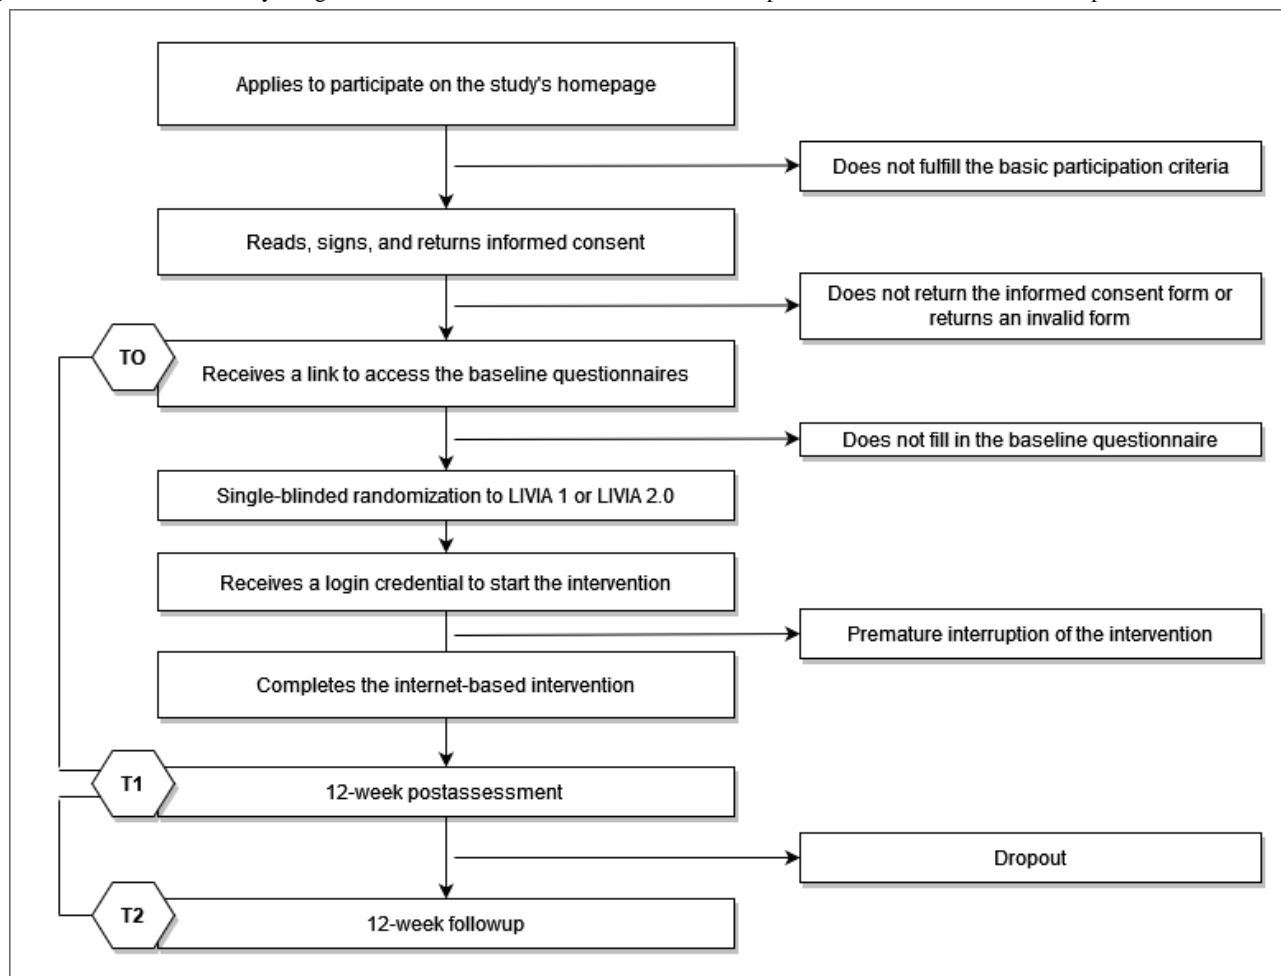 Applies to participate on the study's homepage
Does not fulfill the basic participation criteria
Reads, signs, and returns informed consent
Does not return the informed consent form or
returns an invalid form
TO
Receives a link to access the baseline questionnaires
Does not fill in the baseline questionnaire
Single-blinded randomization to LIVIA 1 or LIVIA 2.0
Receives a login credential to start the intervention
Premature interruption of the intervention
Completes the internet-based intervention
T1
12-week postassessment
Dropout
T2
12-week followup